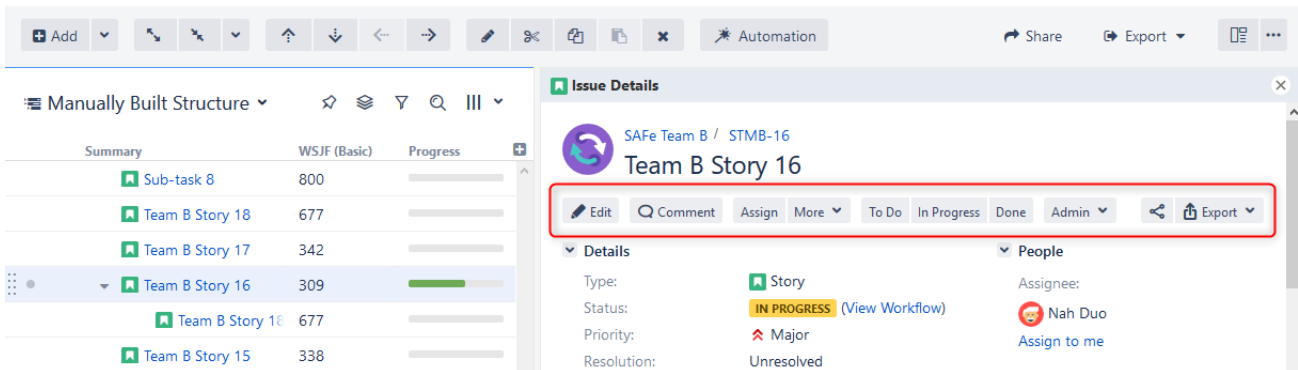 Add Automation Share Export
Manually Built Structure
Summary WSJF (Basic) Progress
Sub-task 8 800
Team B Story 18 677
Team B Story 17 342
Team B Story 16 309
Team B Story 18 677
Team B Story 15 338
Issue Details
SAFe Team B / STMB-16
Team B Story 16
Edit Comment Assign More To Do In Progress Done Admin Export
Details
Type: Story
Status: IN PROGRESS (View Workflow)
Priority: Major
Resolution: Unresolved
People
Assignee:
Nah Duo
Assign to me